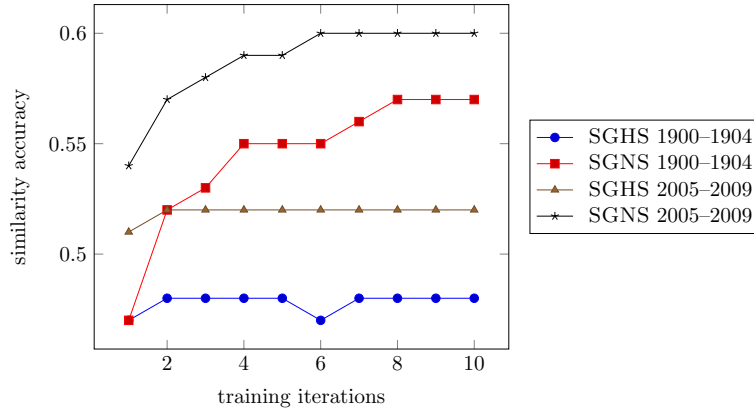 0.6
0.55
0.5
similarity accuracy
2 4 6 8 10
training iterations
SGHS 1900–1904
SGNS 1900–1904
SGHS 2005–2009
SGNS 2005–2009